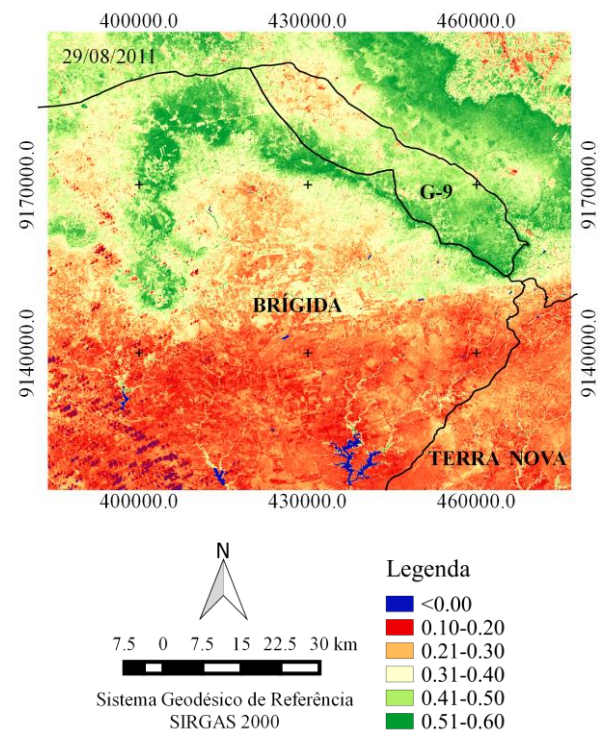 400000.0 430000.0 460000.0
29/08/2011
9170000.0 9170000.0
G-9
BRÍGIDA
9140000.0 9140000.0
TERRA NOVA
400000.0 430000.0 460000.0
N
7.5 0 7.5 15 22.5 30 km
Sistema Geodésico de Referência
SIRGAS 2000
Legenda
<0.00
0.10-0.20
0.21-0.30
0.31-0.40
0.41-0.50
0.51-0.60